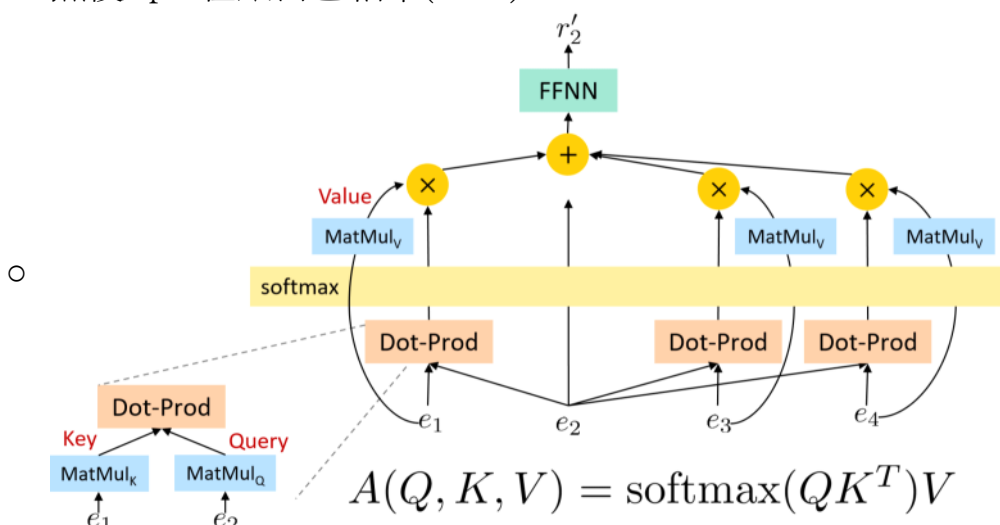 r′₂
FFNN
+
× × ×
Value
MatMulV MatMulV MatMulV
softmax
Dot-Prod Dot-Prod Dot-Prod
e₁ e₂ e₃ e₄
Dot-Prod
Key Query
MatMulK MatMulQ
A(Q, K, V) = softmax(QKᵀ)V
e₁ e₂